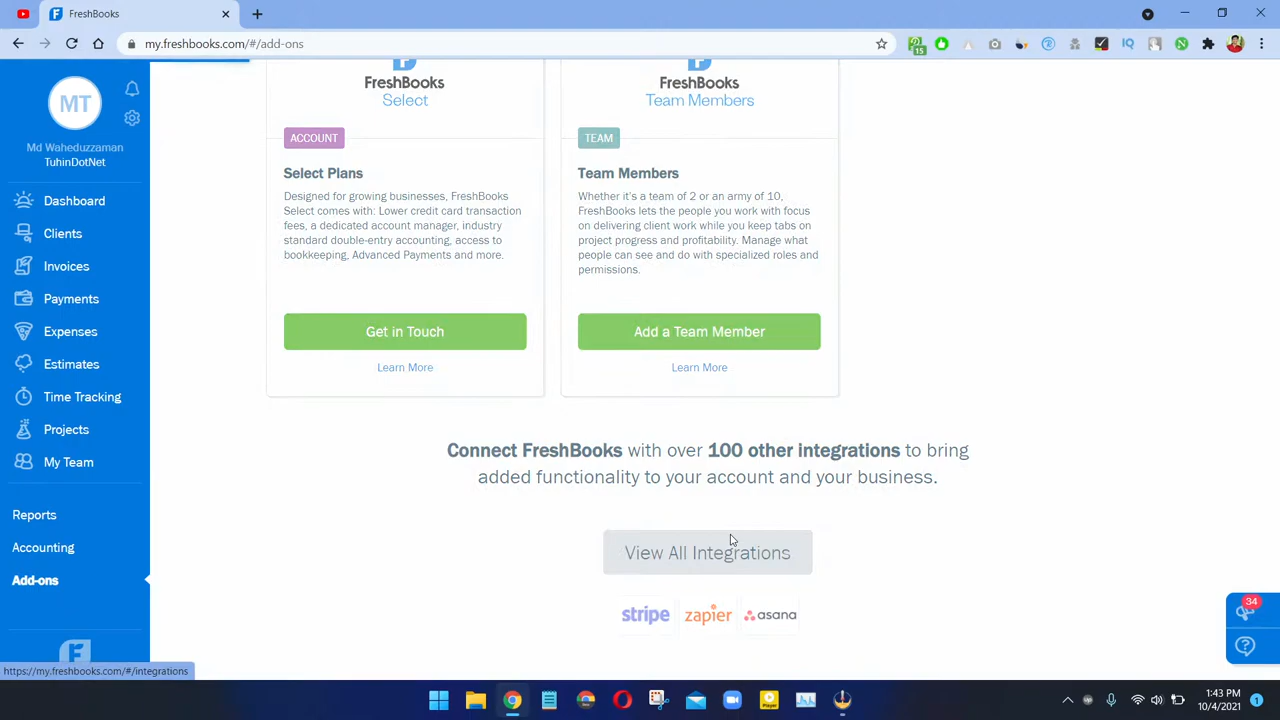 FreshBooks
my.freshbooks.com/#/add-ons
15
MT
Md Waheduzzaman
TuhinDotNet
Dashboard
Clients
Invoices
Payments
Expenses
Estimates
Time Tracking
Projects
My Team
Reports
Accounting
Add-ons
FreshBooks
Select
ACCOUNT
Select Plans
Designed for growing businesses, FreshBooks
Select comes with: Lower credit card transaction
fees, a dedicated account manager, industry
standard double-entry accounting, access to
bookkeeping, Advanced Payments and more.
Get in Touch
Learn More
FreshBooks
Team Members
TEAM
Team Members
Whether it's a team of 2 or an army of 10,
FreshBooks lets the people you work with focus
on delivering client work while you keep tabs on
project progress and profitability. Manage what
people can see and do with specialized roles and
permissions.
Add a Team Member
Learn More
Connect FreshBooks with over 100 other integrations to bring
added functionality to your account and your business.
View All Integrations
stripe zapier asana
34
https://my.freshbooks.com/#/integrations
1:43 PM
10/4/2021
1